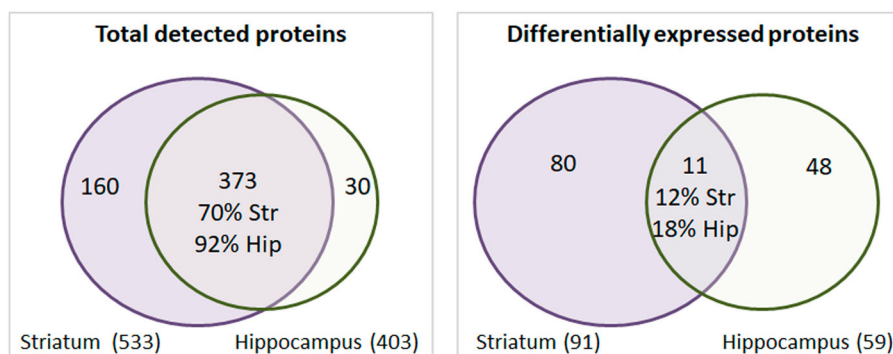 Total detected proteins
160
373
70% Str
92% Hip
30
Striatum (533)
Hippocampus (403)
Differentially expressed proteins
80
11
12% Str
18% Hip
48
Striatum (91)
Hippocampus (59)